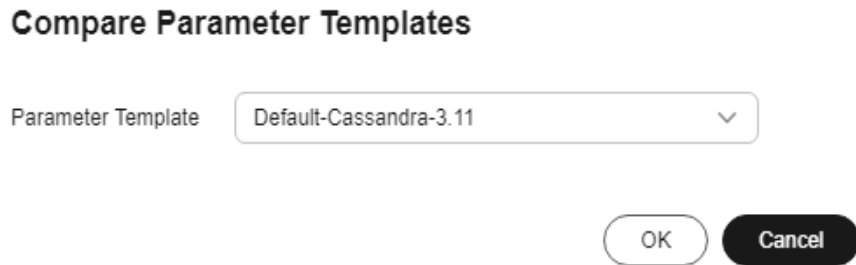 Compare Parameter Templates
Parameter Template Default-Cassandra-3.11
OK Cancel